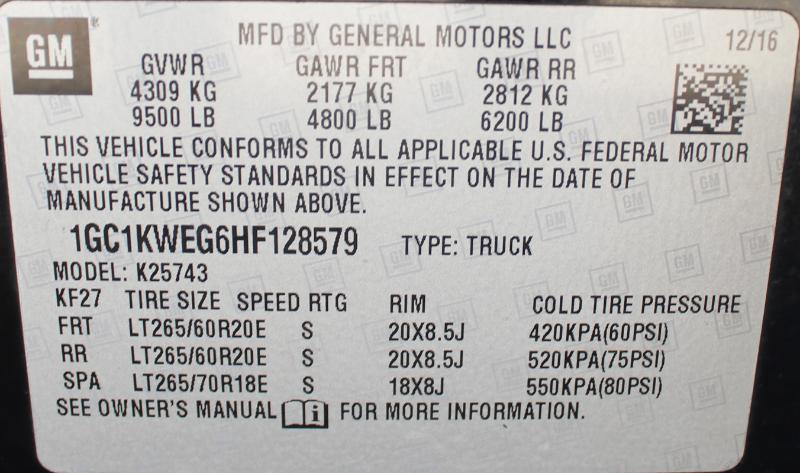 GM
MFD BY GENERAL MOTORS LLC 12/16
GVWR GAWR FRT GAWR RR
4309 KG 2177 KG 2812 KG
9500 LB 4800 LB 6200 LB
THIS VEHICLE CONFORMS TO ALL APPLICABLE U.S. FEDERAL MOTOR
VEHICLE SAFETY STANDARDS IN EFFECT ON THE DATE OF
MANUFACTURE SHOWN ABOVE.
1GC1KWEG6HF128579 TYPE: TRUCK
MODEL: K25743
KF27 TIRE SIZE SPEED RTG RIM COLD TIRE PRESSURE
FRT LT265/60R20E S 20X8.5J 420KPA(60PSI)
RR LT265/60R20E S 20X8.5J 520KPA(75PSI)
SPA LT265/70R18E S 18X8J 550KPA(80PSI)
SEE OWNER'S MANUAL i FOR MORE INFORMATION.